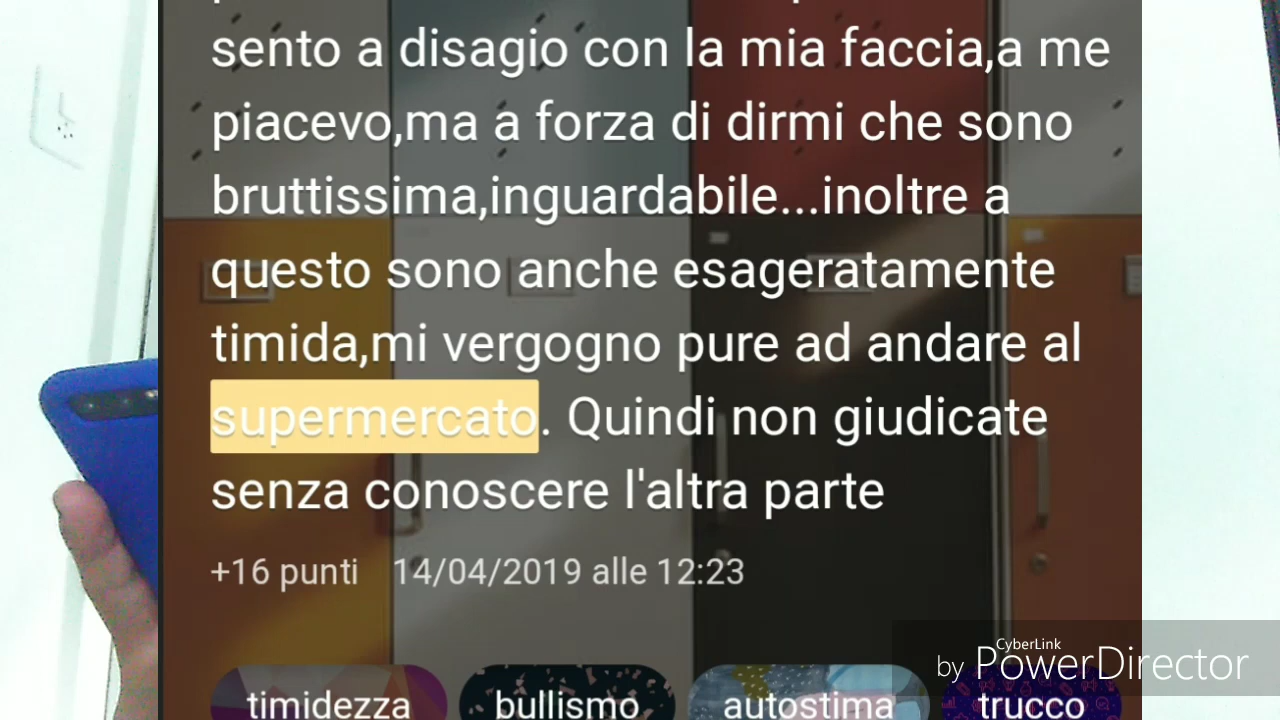 sento a disagio con la mia faccia,a me
piacevo,ma a forza di dirmi che sono
bruttissima,inguardabile...inoltre a
questo sono anche esageratamente
timida,mi vergogno pure ad andare al
supermercato. Quindi non giudicate
senza conoscere l'altra parte
+16 punti 14/04/2019 alle 12:23
timidezza bullismo autostima trucco
CyberLink
by PowerDirector